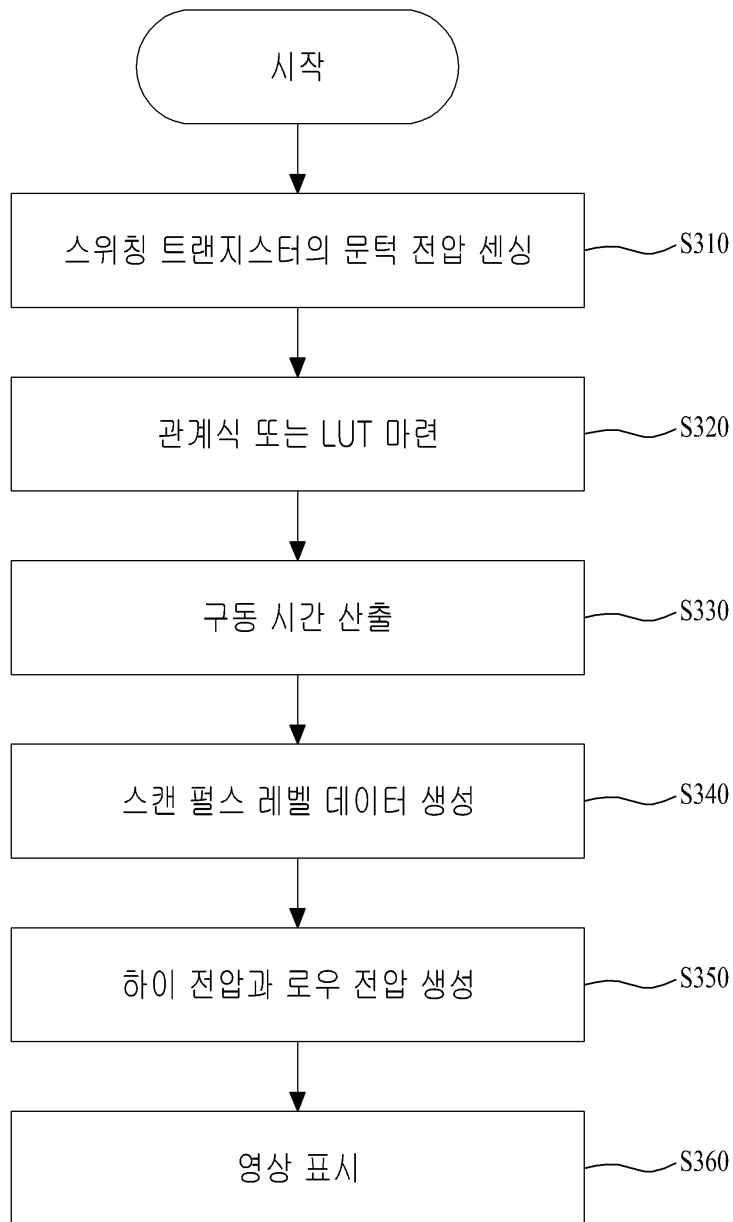 시작
스위칭 트랜지스터의 문턱 전압 센싱
S310
관계식 또는 LUT 마련
S320
구동 시간 산출
S330
스캔 펄스 레벨 데이터 생성
S340
하이 전압과 로우 전압 생성
S350
영상 표시
S360